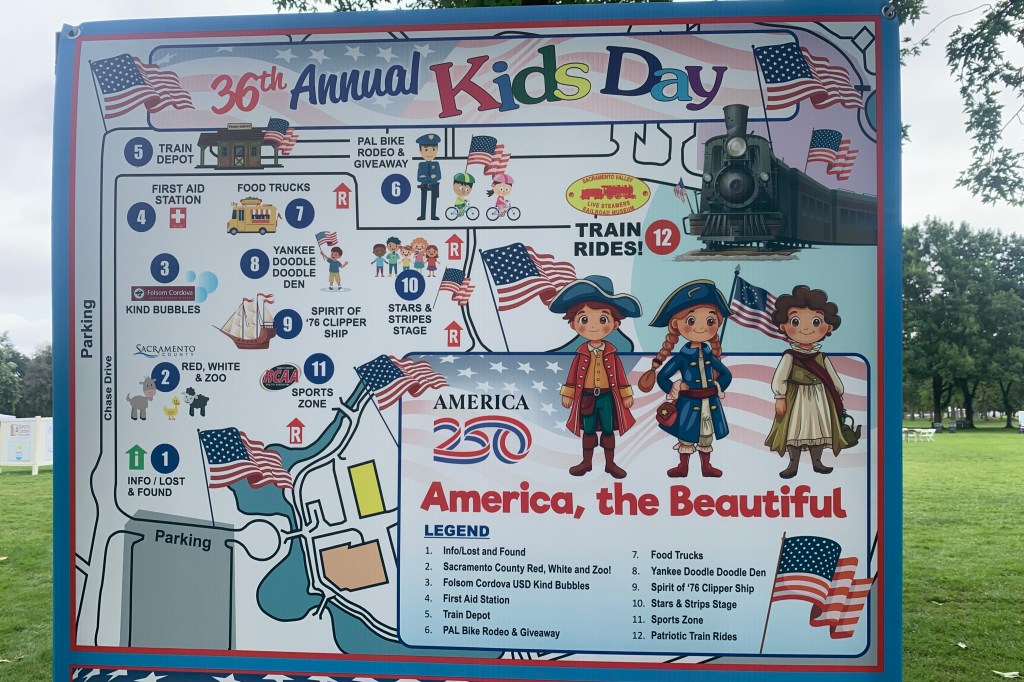 36th Annual Kids Day
5 TRAIN
DEPOT
PAL BIKE
RODEO &
GIVEAWAY
6
FIRST AID
STATION
4
FOOD TRUCKS
7
R
SACRAMENTO VALLEY
LIVE STEAMERS
RAILROAD MUSEUM
TRAIN
RIDES! 12
3
Folsom Cordova
KIND BUBBLES
8 YANKEE
DOODLE
DOODLE
DEN
R
10
STARS &
STRIPES
STAGE
R
9 SPIRIT OF
'76 CLIPPER
SHIP
Parking
Chase Drive
SACRAMENTO
COUNTY
2 RED, WHITE
& ZOO
RCAA
11
SPORTS
ZONE
R
1
INFO / LOST
& FOUND
Parking
AMERICA
250
America, the Beautiful
LEGEND
1. Info/Lost and Found
2. Sacramento County Red, White and Zoo!
3. Folsom Cordova USD Kind Bubbles
4. First Aid Station
5. Train Depot
6. PAL Bike Rodeo & Giveaway
7. Food Trucks
8. Yankee Doodle Doodle Den
9. Spirit of '76 Clipper Ship
10. Stars & Strips Stage
11. Sports Zone
12. Patriotic Train Rides